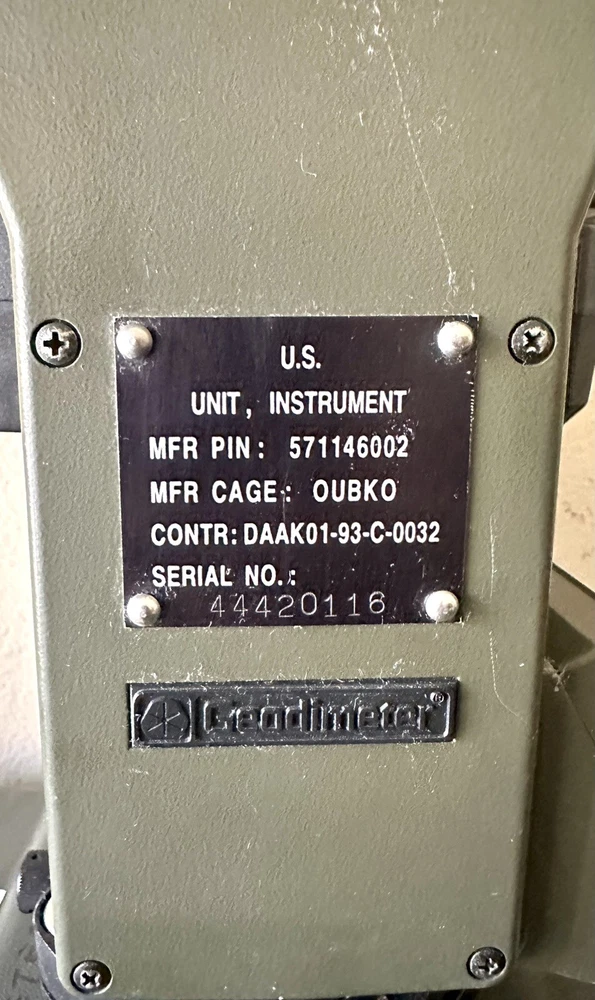 U.S.
UNIT, INSTRUMENT
MFR PIN: 571146002
MFR CAGE: OUBKO
CONTR: DAAK01-93-C-0032
SERIAL NO.:
44420116
Geodimeter®